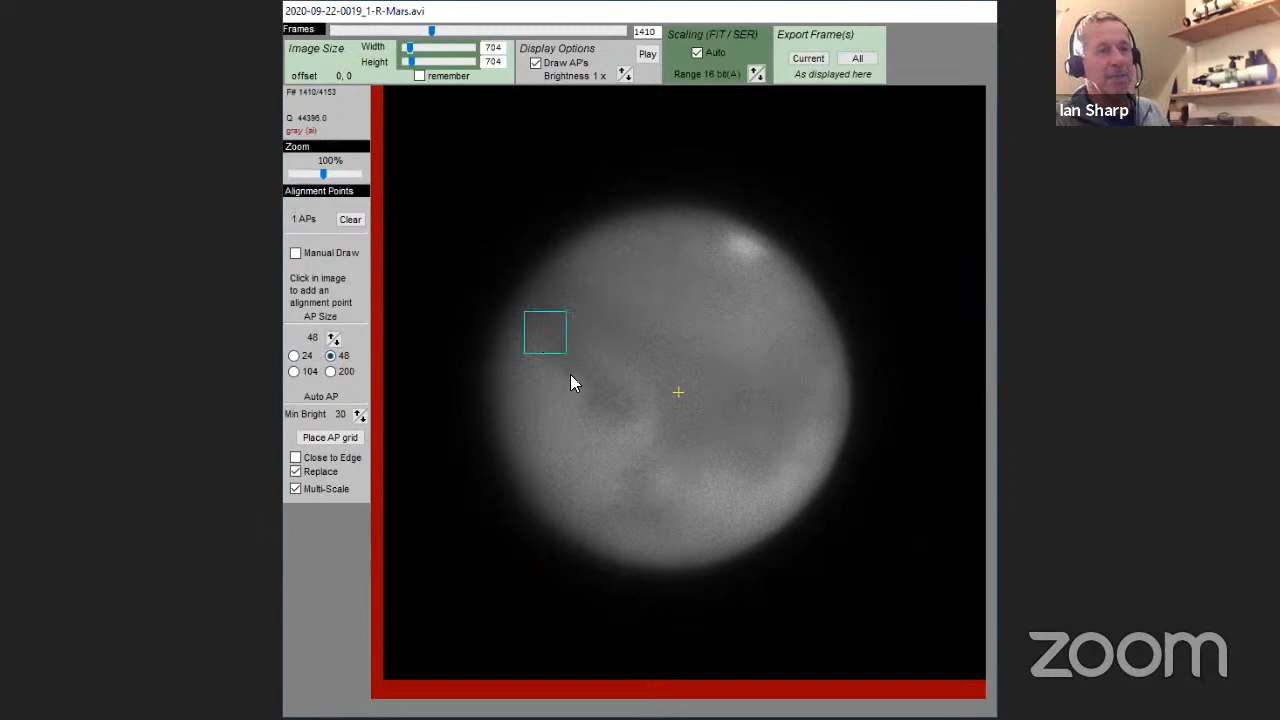 2020-09-22-0019_1-R-Mars.avi
Frames
1410
Image Size
Width
704
Height
704
offset 0, 0
remember
Display Options
Draw AP's
Brightness 1 x
Play
Scaling (FIT / SER)
Auto
Range 16 bit(A)
Export Frame(s)
Current
All
As displayed here
F# 1410/4153
Q 44396.0
gray (ai)
Zoom
100%
Alignment Points
1 APs
Clear
Manual Draw
Click in image
to add an
alignment point
AP Size
48
24
48
104
200
Auto AP
Min Bright 30
Place AP grid
Close to Edge
Replace
Multi-Scale
Ian Sharp
zoom